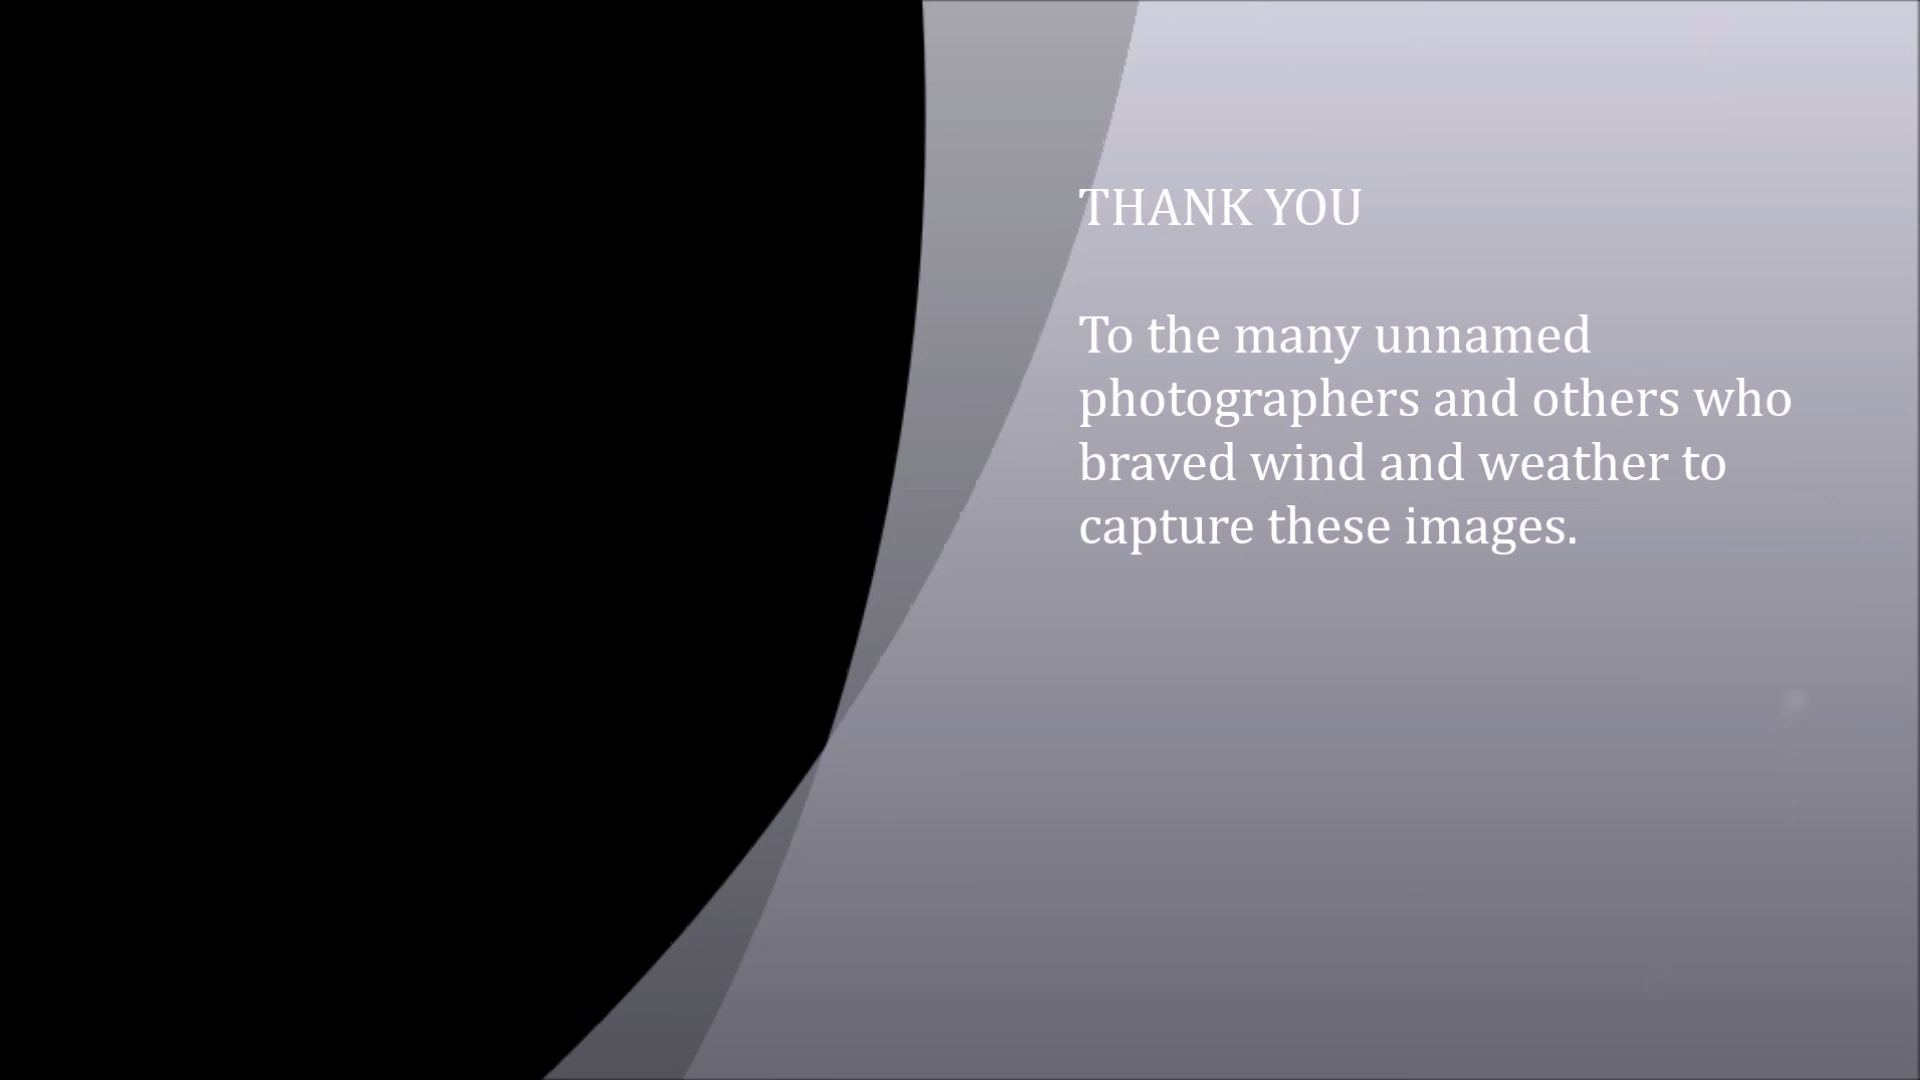 THANK YOU
To the many unnamed
photographers and others who
braved wind and weather to
capture these images.